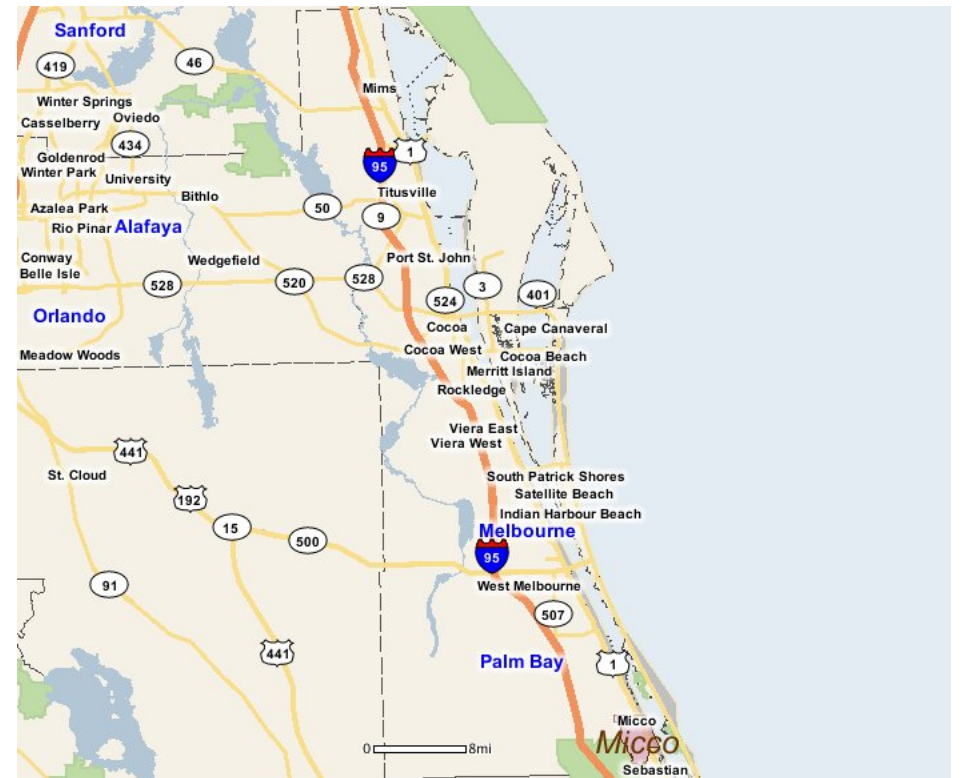 Sanford
419
46
Mims
Winter Springs
Casselberry
Oviedo
434
1
95
Goldenrod
Winter Park
University
Titusville
Bithlo
50
9
Azalea Park
Rio Pinar
Alafaya
Port St. John
Conway
Wedgefield
Belle Isle
528
520
528
3
401
524
Orlando
Cocoa
Cape Canaveral
Meadow Woods
Cocoa West
Cocoa Beach
Merritt Island
Rockledge
Viera East
Viera West
441
St. Cloud
South Patrick Shores
192
Satellite Beach
15
Indian Harbour Beach
500
Melbourne
95
91
West Melbourne
507
441
Palm Bay
1
Micco
Micco
0 8mi
Sebastian